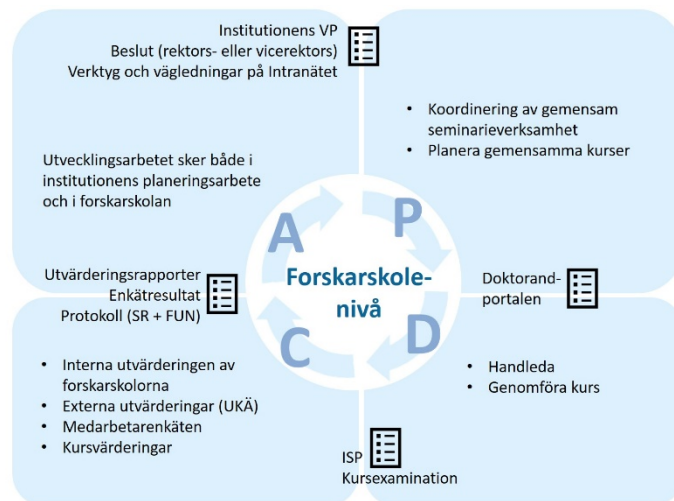 Institutionens VP
Beslut (rektors- eller vicerektors)
Verktyg och vägledningar på Intranätet
• Koordinering av gemensam
seminarieverksamhet
• Planera gemensamma kurser
Utvecklingsarbetet sker både i
institutionens planeringsarbete
och i forskarskolan
A
P
Forskarskole-
nivå
C
D
Utvärderingsrapporter
Enkätresultat
Protokoll (SR + FUN)
Doktorand-
portalen
• Interna utvärderingen av
forskarskolorna
• Externa utvärderingar (UKÄ)
• Medarbetarenkäten
• Kursvärderingar
• Handleda
• Genomföra kurs
ISP
Kursexamination